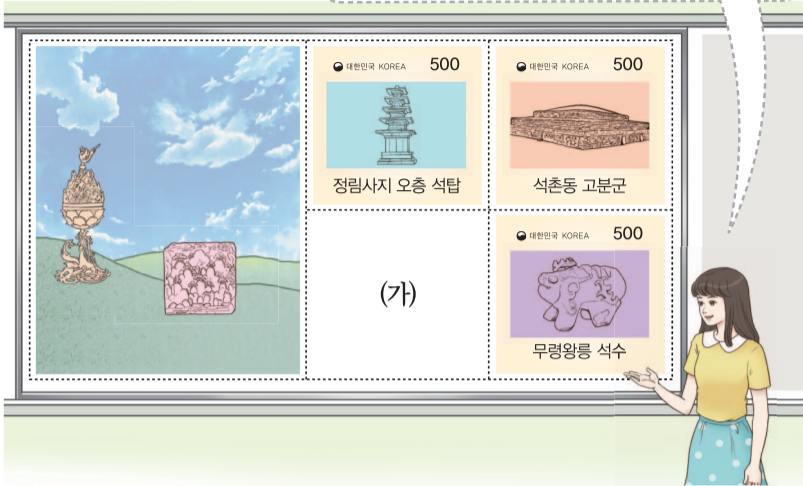 대한민국 KOREA 500
정림사지 오층 석탑
대한민국 KOREA 500
석촌동 고분군
(가)
대한민국 KOREA 500
무령왕릉 석수